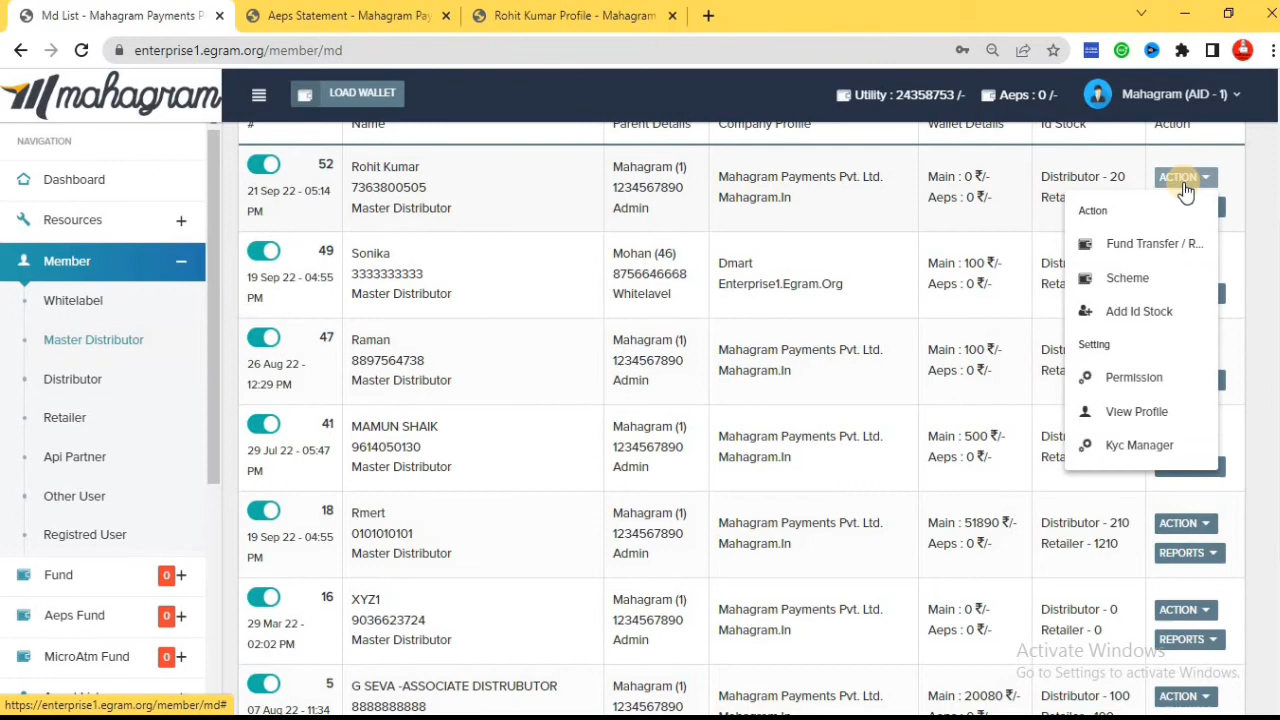 Md List - Mahagram Payments P
Aeps Statement - Mahagram Pay
Rohit Kumar Profile - Mahagram
enterprise1.egram.org/member/md
mahagram
LOAD WALLET
Utility : 24358753 /-
Aeps : 0 /-
Mahagram (AID - 1)
NAVIGATION
Dashboard
Resources
Member
Whitelabel
Master Distributor
Distributor
Retailer
Api Partner
Other User
Registered User
Fund 0
Aeps Fund 0
MicroAtm Fund 0
https://enterprise1.egram.org/member/md#
# Name Parent Details Company Profile Wallet Details Id Stock Action
52 Rohit Kumar Mahagram (1) Mahagram Payments Pvt. Ltd. Main : 0 ₹/- Distributor - 20 ACTION
21 Sep 22 - 05:14 PM 7363800505 1234567890 Mahagram.In Aeps : 0 ₹/-
Master Distributor Admin
49 Sonika Mohan (46) Dmart Main : 100 ₹/-
19 Sep 22 - 04:55 PM 3333333333 8756646668 Enterprise1.Egram.Org Aeps : 0 ₹/-
Master Distributor Whitelavel
47 Raman Mahagram (1) Mahagram Payments Pvt. Ltd. Main : 100 ₹/-
26 Aug 22 - 12:29 PM 8897564738 1234567890 Mahagram.In Aeps : 0 ₹/-
Master Distributor Admin
41 MAMUN SHAIK Mahagram (1) Mahagram Payments Pvt. Ltd. Main : 500 ₹/-
29 Jul 22 - 05:47 PM 9614050130 1234567890 Mahagram.In Aeps : 0 ₹/-
Master Distributor Admin
18 Rmert Mahagram (1) Mahagram Payments Pvt. Ltd. Main : 51890 ₹/- Distributor - 210 ACTION
19 Sep 22 - 04:55 PM 0101010101 1234567890 Mahagram.In Aeps : 0 ₹/- Retailer - 1210 REPORTS
Master Distributor Admin
16 XYZ1 Mahagram (1) Mahagram Payments Pvt. Ltd. Main : 0 ₹/- Distributor - 0 ACTION
29 Mar 22 - 02:02 PM 9036623724 1234567890 Mahagram.In Aeps : 0 ₹/- Retailer - 0 REPORTS
Master Distributor Admin
5 G SEVA -ASSOCIATE DISTRUBUTOR Mahagram (1) Mahagram Payments Pvt. Ltd. Main : 20080 ₹/- Distributor - 100 ACTION
07 Aug 22 - 11:34 8888888888 1234567890
Action
Fund Transfer / R...
Scheme
Add Id Stock
Setting
Permission
View Profile
Kyc Manager
Activate Windows
Go to Settings to activate Windows.